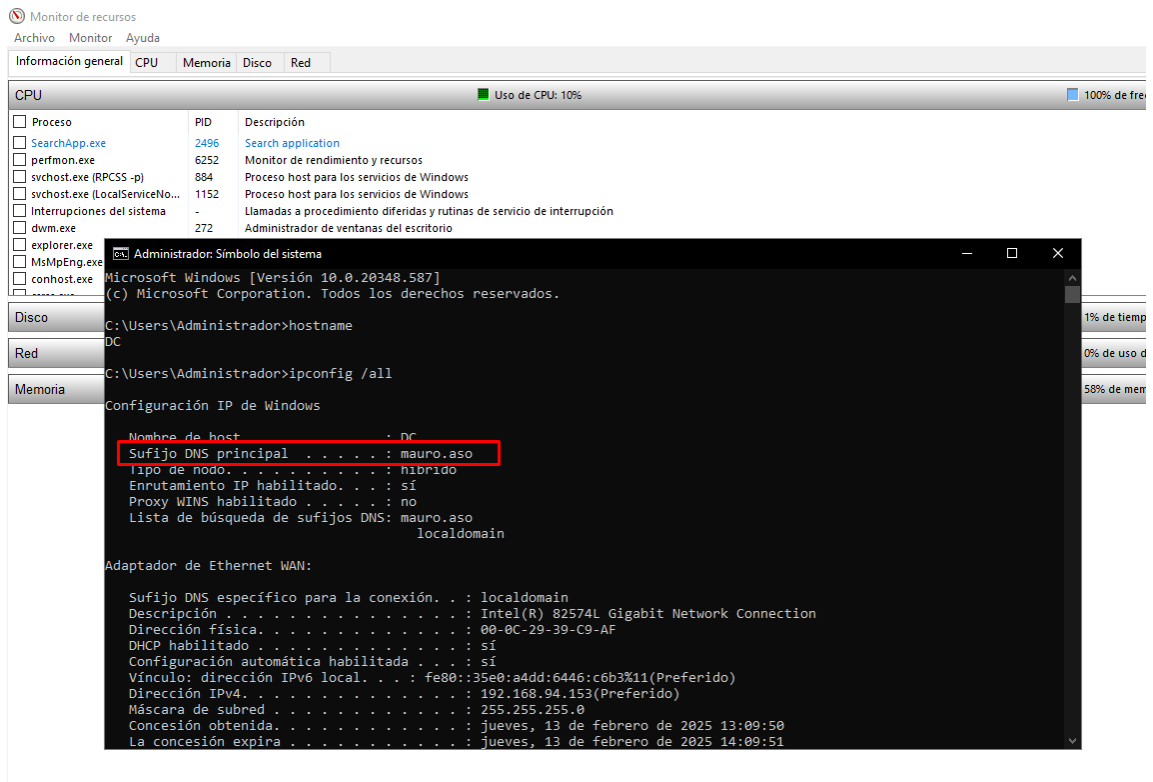 Monitor de recursos
Archivo Monitor Ayuda
Información general CPU Memoria Disco Red
CPU Uso de CPU: 10% 100% de
Proceso PID Descripción
SearchApp.exe 2496 Search application
perfmon.exe 6252 Monitor de rendimiento y recursos
svchost.exe (RPCSS -p) 884 Proceso host para los servicios de Windows
svchost.exe (LocalServiceNo... 1152 Proceso host para los servicios de Windows
Interrupciones del sistema - Llamadas a procedimiento diferidas y rutinas de servicio de interrupción
dwm.exe 272 Administrador de ventanas del escritorio
explorer.exe
MsMpEng.exe
conhost.exe
Disco 1% de
Red 0% de uso
Memoria 58% de
Administrador: Símbolo del sistema
Microsoft Windows [Versión 10.0.20348.587]
(c) Microsoft Corporation. Todos los derechos reservados.
C:\Users\Administrador>hostname
DC
C:\Users\Administrador>ipconfig /all
Configuración IP de Windows
Nombre de host. . . . . . . . . : DC
Sufijo DNS principal . . . . . : mauro.aso
Tipo de nodo. . . . . . . . . . : híbrido
Enrutamiento IP habilitado. . . : sí
Proxy WINS habilitado . . . . . : no
Lista de búsqueda de sufijos DNS: mauro.aso
localdomain
Adaptador de Ethernet WAN:
Sufijo DNS específico para la conexión. . : localdomain
Descripción . . . . . . . . . . . . . . . : Intel(R) 82574L Gigabit Network Connection
Dirección física. . . . . . . . . . . . . : 00-0C-29-39-C9-AF
DHCP habilitado . . . . . . . . . . . . . : sí
Configuración automática habilitada . . . : sí
Vínculo: dirección IPv6 local. . . : fe80::35e0:a4dd:6446:c6b3%11(Preferido)
Dirección IPv4. . . . . . . . . . . . . . : 192.168.94.153(Preferido)
Máscara de subred . . . . . . . . . . . . : 255.255.255.0
Concesión obtenida. . . . . . . . . . . . : jueves, 13 de febrero de 2025 13:09:50
La concesión expira . . . . . . . . . . . : jueves, 13 de febrero de 2025 14:09:51